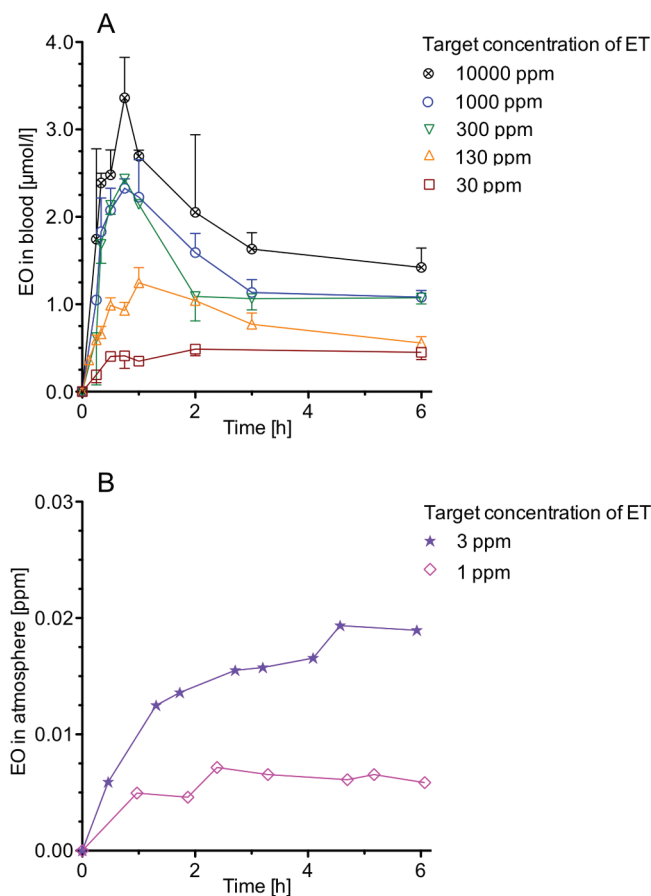 A
Target concentration of ET
10000 ppm
1000 ppm
300 ppm
130 ppm
30 ppm
EO in blood [µmol/l]
4.0
3.0
2.0
1.0
0.0
0 2 4 6
Time [h]
B
Target concentration of ET
3 ppm
1 ppm
EO in atmosphere [ppm]
0.03
0.02
0.01
0.00
0 2 4 6
Time [h]